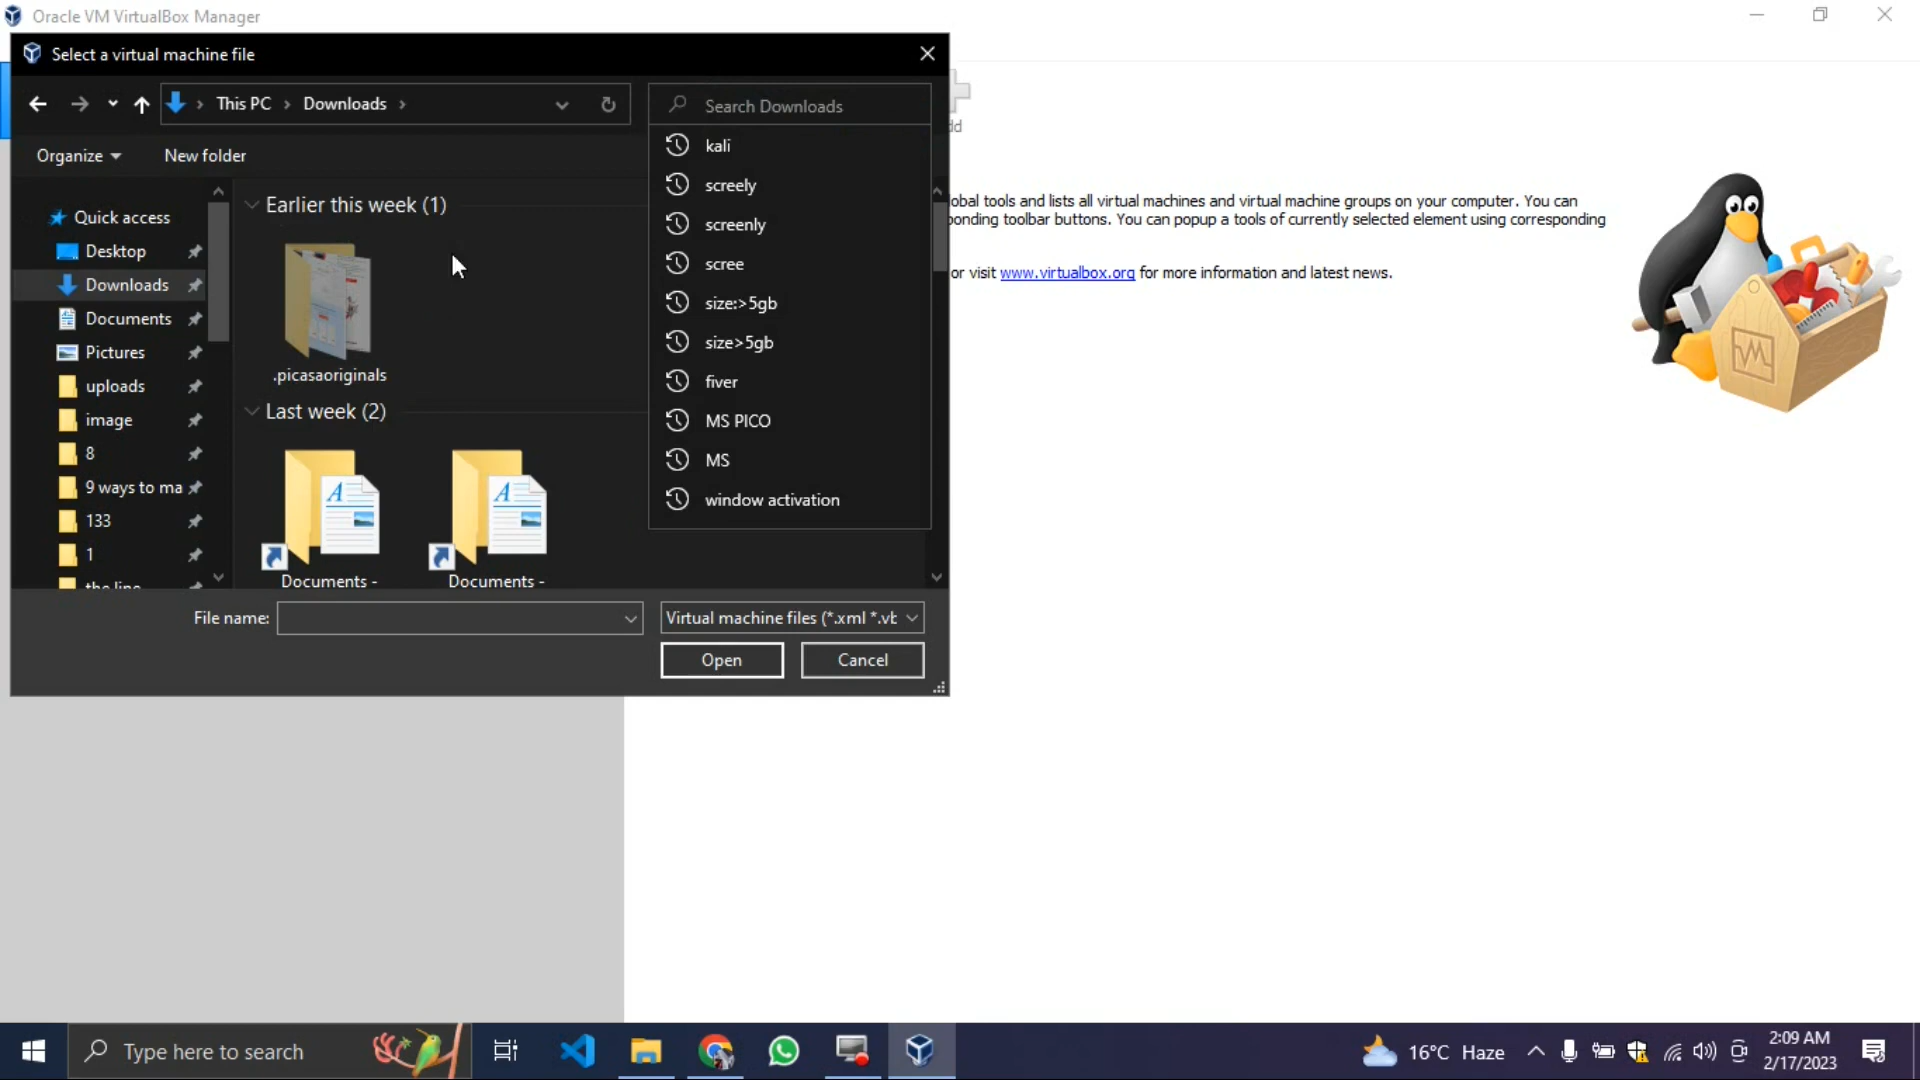 Oracle VM VirtualBox Manager
Select a virtual machine file
This PC > Downloads >
Search Downloads
Organize
New folder
kali
screely
screenly
scree
size:>5gb
size>5gb
fiver
MS PICO
MS
window activation
Quick access
Desktop
Downloads
Documents
Pictures
uploads
image
8
9 ways to ma
133
1
the line
Earlier this week (1)
.picasaoriginals
Last week (2)
Documents -
Documents -
File name:
Virtual machine files (*.xml *.vb
Open
Cancel
dd
obal tools and lists all virtual machines and virtual machine groups on your computer. You can
onding toolbar buttons. You can popup a tools of currently selected element using corresponding
or visit www.virtualbox.org for more information and latest news.
Type here to search
16°C Haze
2:09 AM
2/17/2023